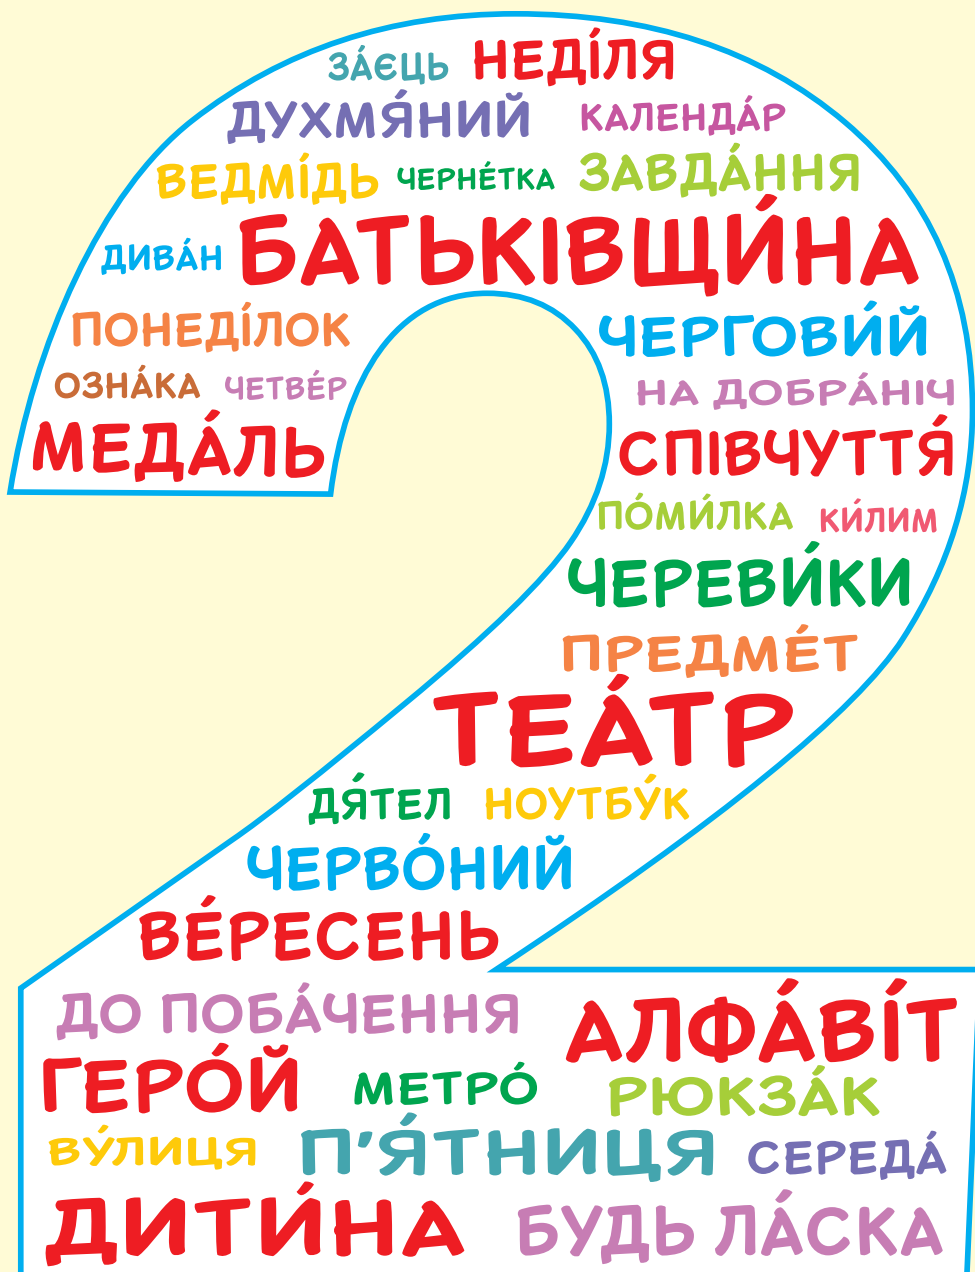 ЗА́ЄЦЬ НЕДІ́ЛЯ
ДУХМЯ́НИЙ КАЛЕНДА́Р
ВЕДМІ́ДЬ ЧЕРНЕ́ТКА ЗАВДА́ННЯ
ДИВА́Н БАТЬКІВЩИ́НА
ПОНЕДІ́ЛОК ЧЕРГОВИ́Й
ОЗНА́КА ЧЕТВЕ́Р НА ДОБРА́НІЧ
МЕДА́ЛЬ СПІВЧУТТЯ́
ПО́МИ́ЛКА КИ́ЛИМ
ЧЕРЕВИ́КИ
ПРЕДМЕ́Т
ТЕА́ТР
ДЯ́ТЕЛ НОУТБУ́К
ЧЕРВО́НИЙ
ВЕ́РЕСЕНЬ
ДО ПОБА́ЧЕННЯ АЛФА́ВІ́Т
ГЕРО́Й МЕТРО́ РЮКЗА́К
ВУ́ЛИЦЯ П’Я́ТНИЦЯ СЕРЕДА́
ДИТИ́НА БУДЬ ЛА́СКА